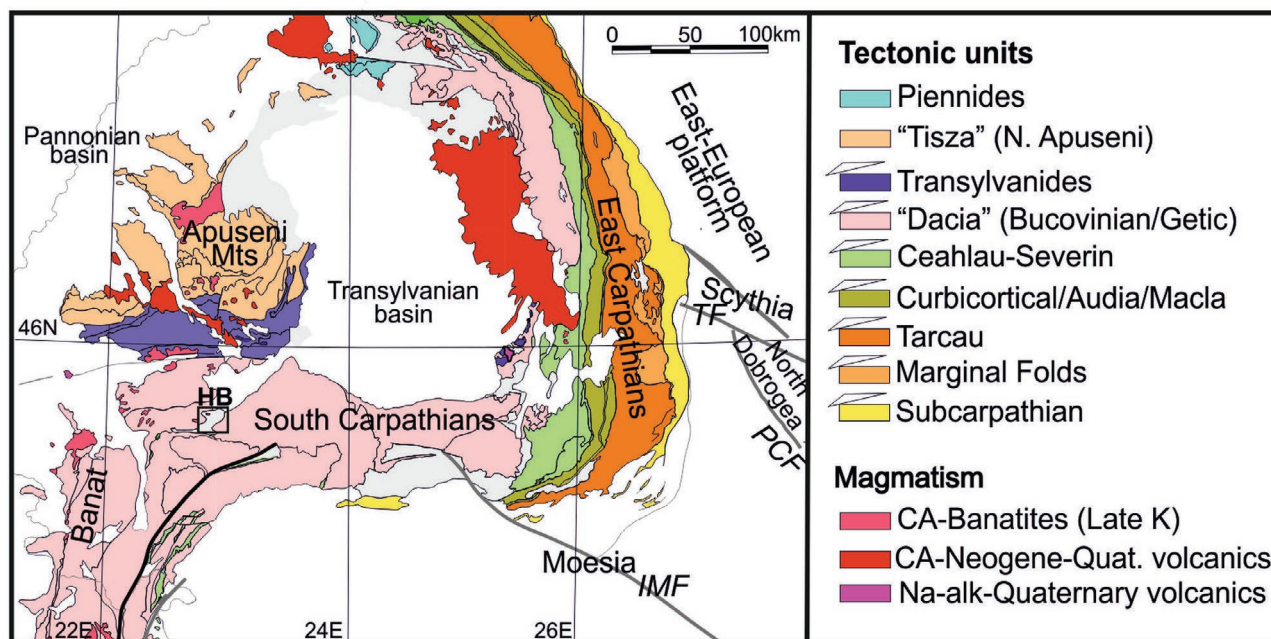 0 50 100km
Pannonian
basin
East-European
platform
Apuseni
Mts
Transylvanian
basin
East Carpathians
Scythia
TF
46N
North
Dobrogea
HB
South Carpathians
PCF
Banat
Moesia
IMF
22E 24E 26E
Tectonic units
Piennides
“Tisza” (N. Apuseni)
Transylvanides
“Dacia” (Bucovinian/Getic)
Ceahlau-Severin
Curbicortical/Audia/Macla
Tarcau
Marginal Folds
Subcarpathian
Magmatism
CA-Banatites (Late K)
CA-Neogene-Quat. volcanics
Na-alk-Quaternary volcanics